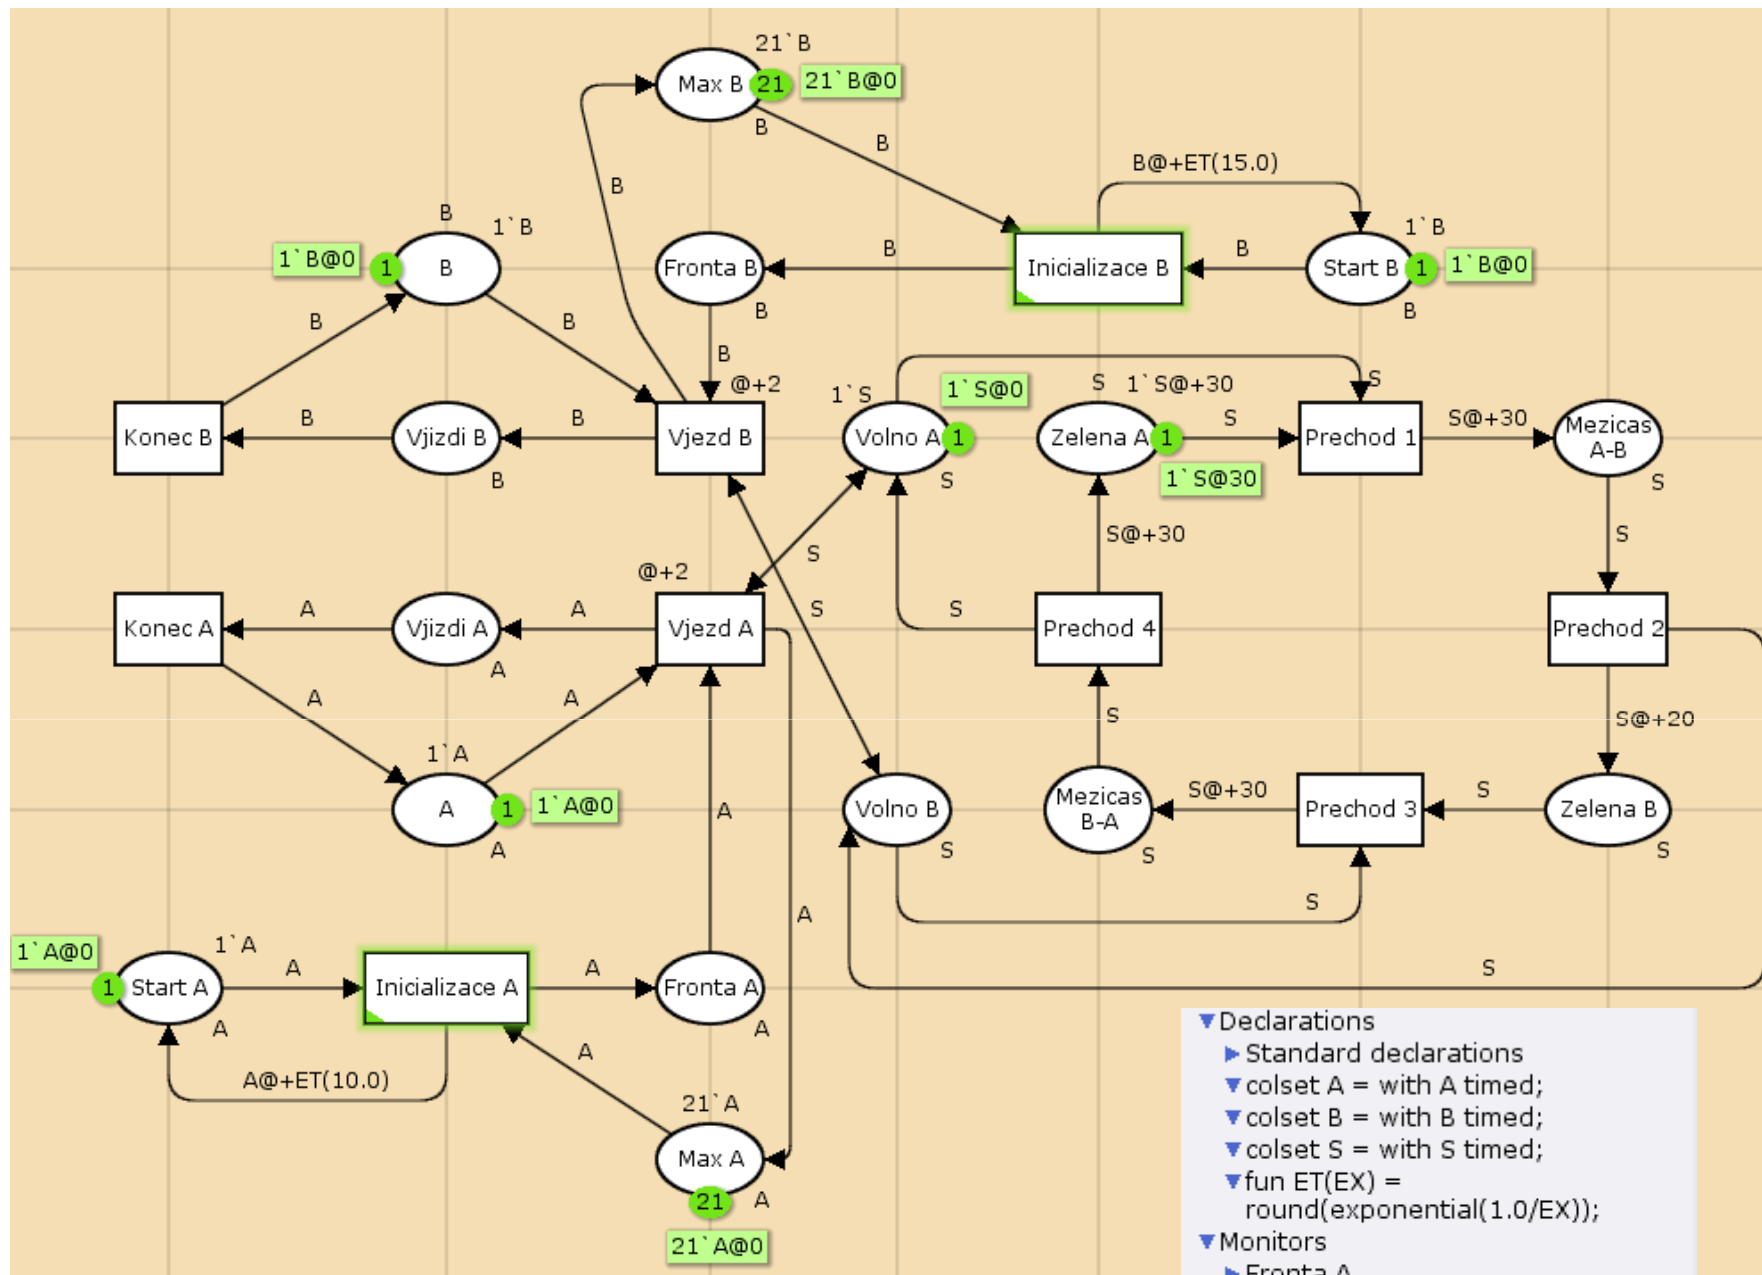 21`B
Max B
21
21`B@0
B
B
B@+ET(15.0)
B
B
1`B
1`B
1`B@0
1
B
Fronta B
B
Inicializace B
B
Start B
1
1`B@0
B
B
B
B
B
@+2
1`S
1`S@0
S
1`S@+30
S
Konec B
B
Vjizdi B
B
Vjezd B
Volno A
1
Zelena A
1
S
Prechod 1
S@+30
Mezicas
A-B
B
S
1`S@30
S
S@+30
S
@+2
S
Konec A
A
Vjizdi A
A
Vjezd A
S
S
Prechod 4
Prechod 2
A
A
A
S
S@+20
1`A
A
1
1`A@0
A
A
Volno B
S
Mezicas
B-A
S
S@+30
Prechod 3
S
Zelena B
S
S
A
1`A@0
1`A
1
Start A
A
A
Inicializace A
A
Fronta A
A
S
A
A@+ET(10.0)
21`A
Max A
21
A
21`A@0
Declarations
Standard declarations
colset A = with A timed;
colset B = with B timed;
colset S = with S timed;
fun ET(EX) =
round(exponential(1.0/EX));
Monitors
Fronta A